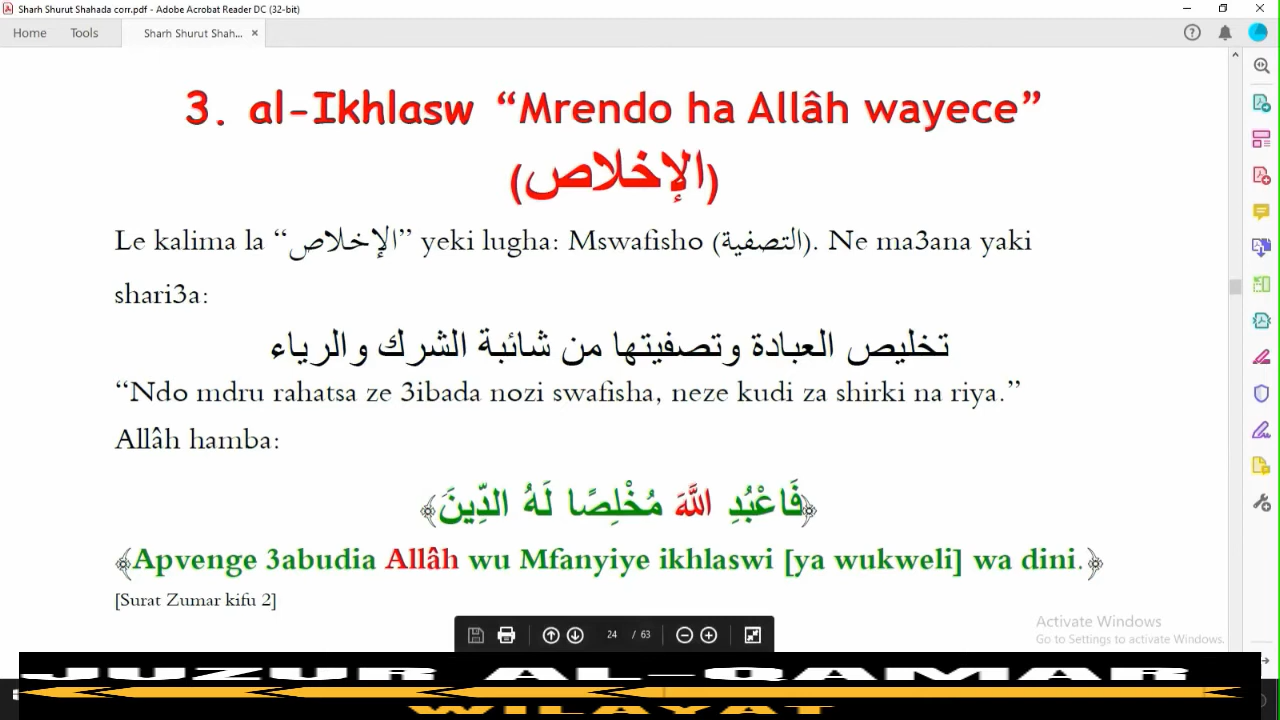 Sharh Shurut Shahada corr.pdf - Adobe Acrobat Reader DC (32-bit)
Home Tools Sharh Shurut Shah... ×
3. al-Ikhlasw “Mrendo ha Allâh wayece”
(الإخلاص)
Le kalima la “الإخلاص” yeki lugha: Mswafisho (التصفية). Ne ma3ana yaki
shari3a:
تخليص العبادة وتصفيتها من شائبة الشرك والرياء
“Ndo mdru rahatsa ze 3ibada nozi swafisha, neze kudi za shirki na riya.”
Allâh hamba:
﴿فَاعْبُدِ اللَّهَ مُخْلِصًا لَهُ الدِّينَ﴾
﴾Apvenge 3abudia Allâh wu Mfanyiye ikhlaswi [ya wukweli] wa dini.﴿
[Surat Zumar kifu 2]
24 / 63
Activate Windows
Go to Settings to activate Windows.
JUZUR AL-QAMAR
WILAYAT